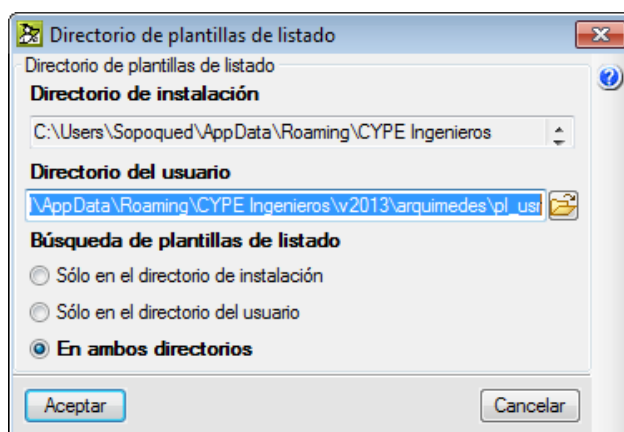 Directorio de plantillas de listado
Directorio de plantillas de listado
Directorio de instalación
C:\Users\Sopoqued\AppData\Roaming\CYPE Ingenieros
Directorio del usuario
\AppData\Roaming\CYPE Ingenieros\v2013\arquimedes\pl_usr
Búsqueda de plantillas de listado
Sólo en el directorio de instalación
Sólo en el directorio del usuario
En ambos directorios
Aceptar Cancelar